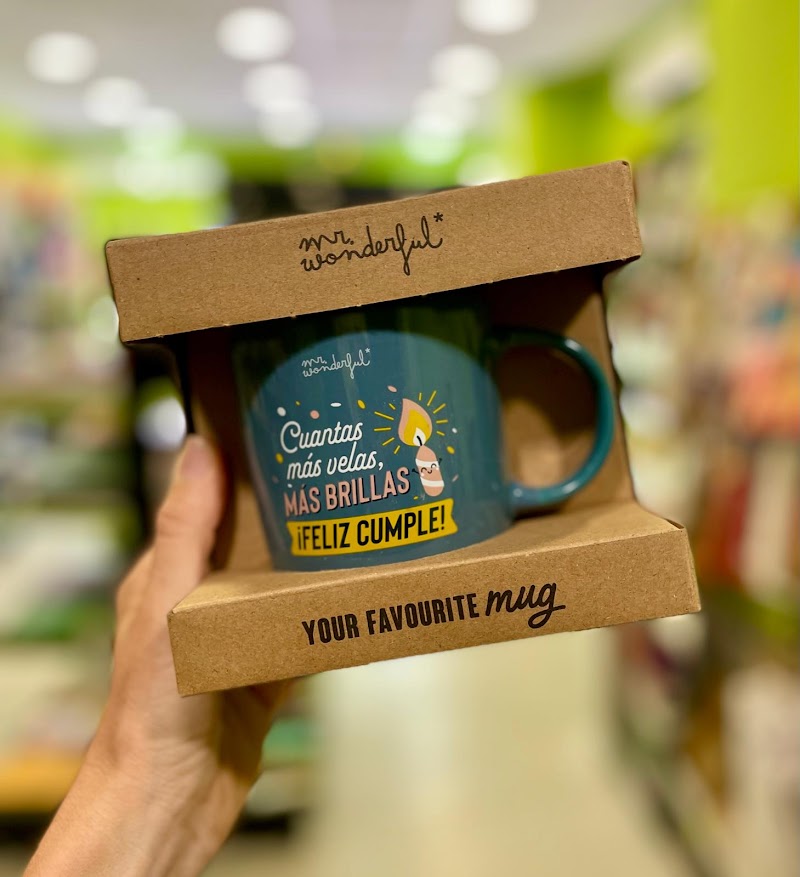 mr.
wonderful*
mr.
wonderful*
Cuantas
más velas,
MÁS BRILLAS
¡FELIZ CUMPLE!
YOUR FAVOURITE mug